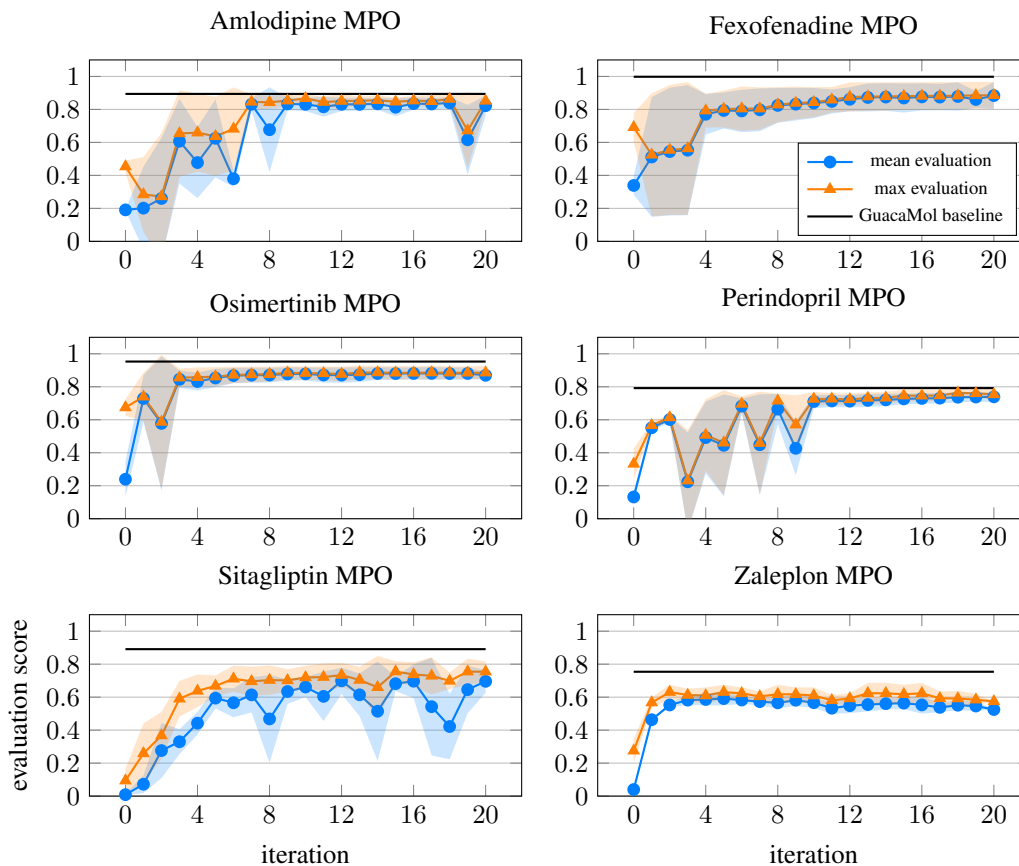 Amlodipine MPO
1
0.8
0.6
0.4
0.2
0
0 4 8 12 16 20
Fexofenadine MPO
1
0.8
0.6
0.4
0.2
0
mean evaluation
max evaluation
GuacaMol baseline
0 4 8 12 16 20
Osimertinib MPO
1
0.8
0.6
0.4
0.2
0
0 4 8 12 16 20
Perindopril MPO
1
0.8
0.6
0.4
0.2
0
0 4 8 12 16 20
Sitagliptin MPO
evaluation score
1
0.8
0.6
0.4
0.2
0
0 4 8 12 16 20
iteration
Zaleplon MPO
1
0.8
0.6
0.4
0.2
0
0 4 8 12 16 20
iteration